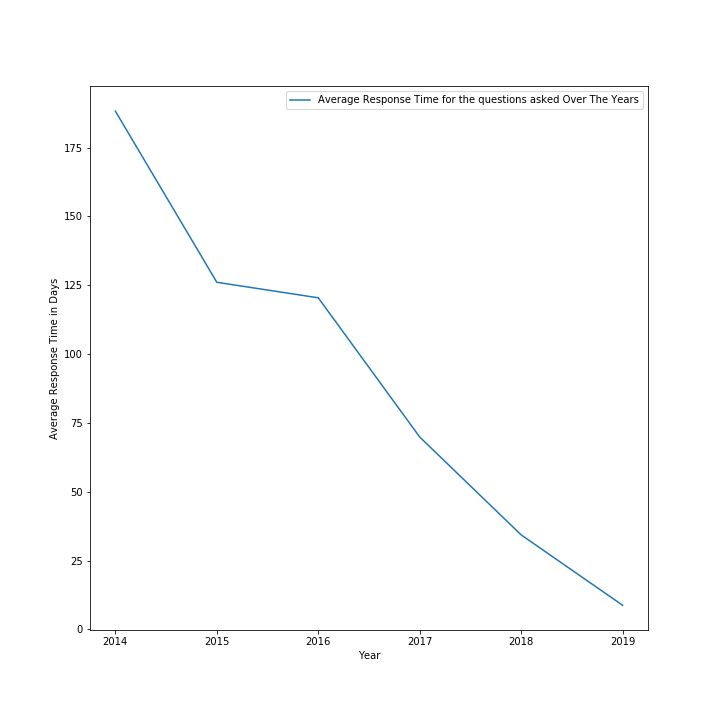 Average Response Time for the questions asked Over The Years
Average Response Time in Days
175
150
125
100
75
50
25
0
2014 2015 2016 2017 2018 2019
Year